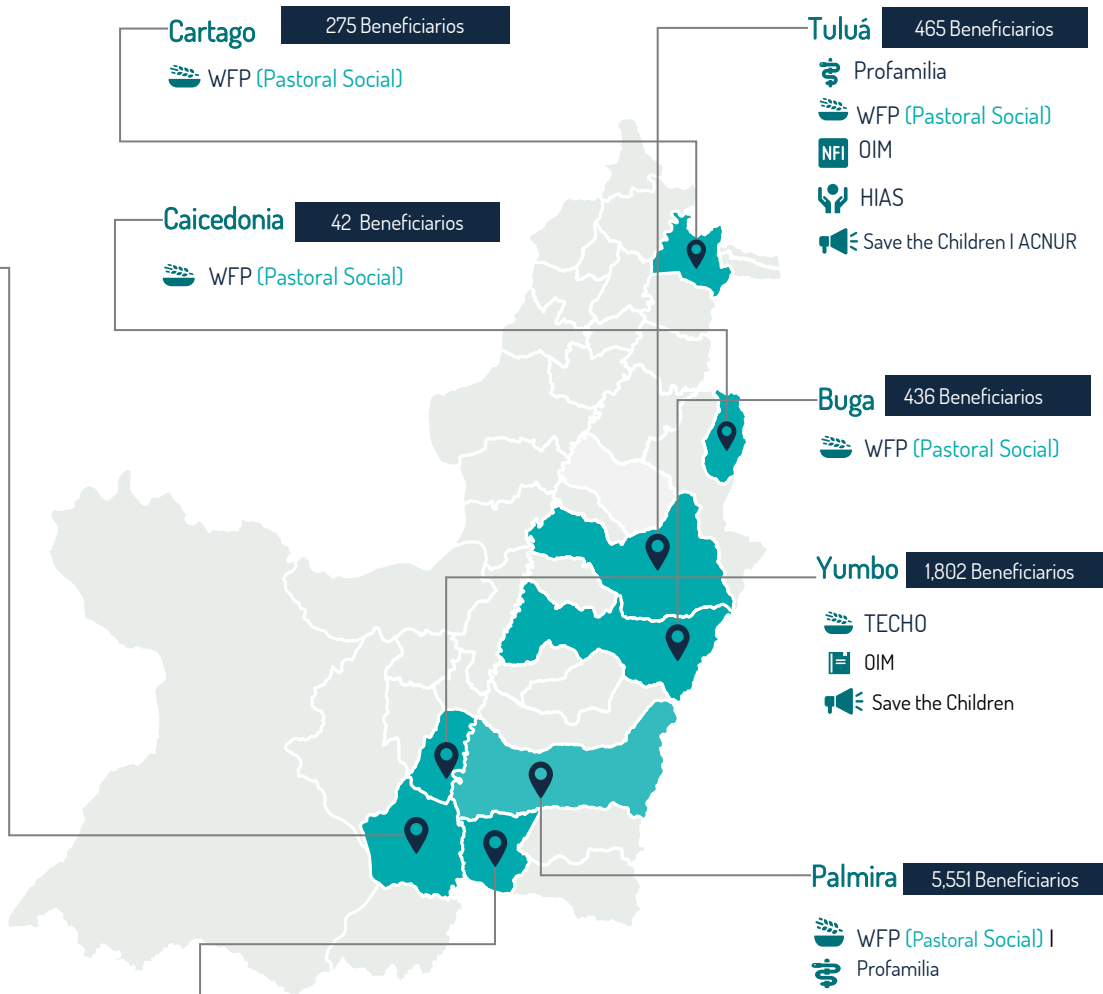 Cartago 275 Beneficiarios
WFP (Pastoral Social)
Caicedonia 42 Beneficiarios
WFP (Pastoral Social)
Tuluá 465 Beneficiarios
Profamilia
WFP (Pastoral Social)
NFI OIM
HIAS
Save the Children | ACNUR
Buga 436 Beneficiarios
WFP (Pastoral Social)
Yumbo 1,802 Beneficiarios
TECHO
OIM
Save the Children
Palmira 5,551 Beneficiarios
WFP (Pastoral Social) |
Profamilia